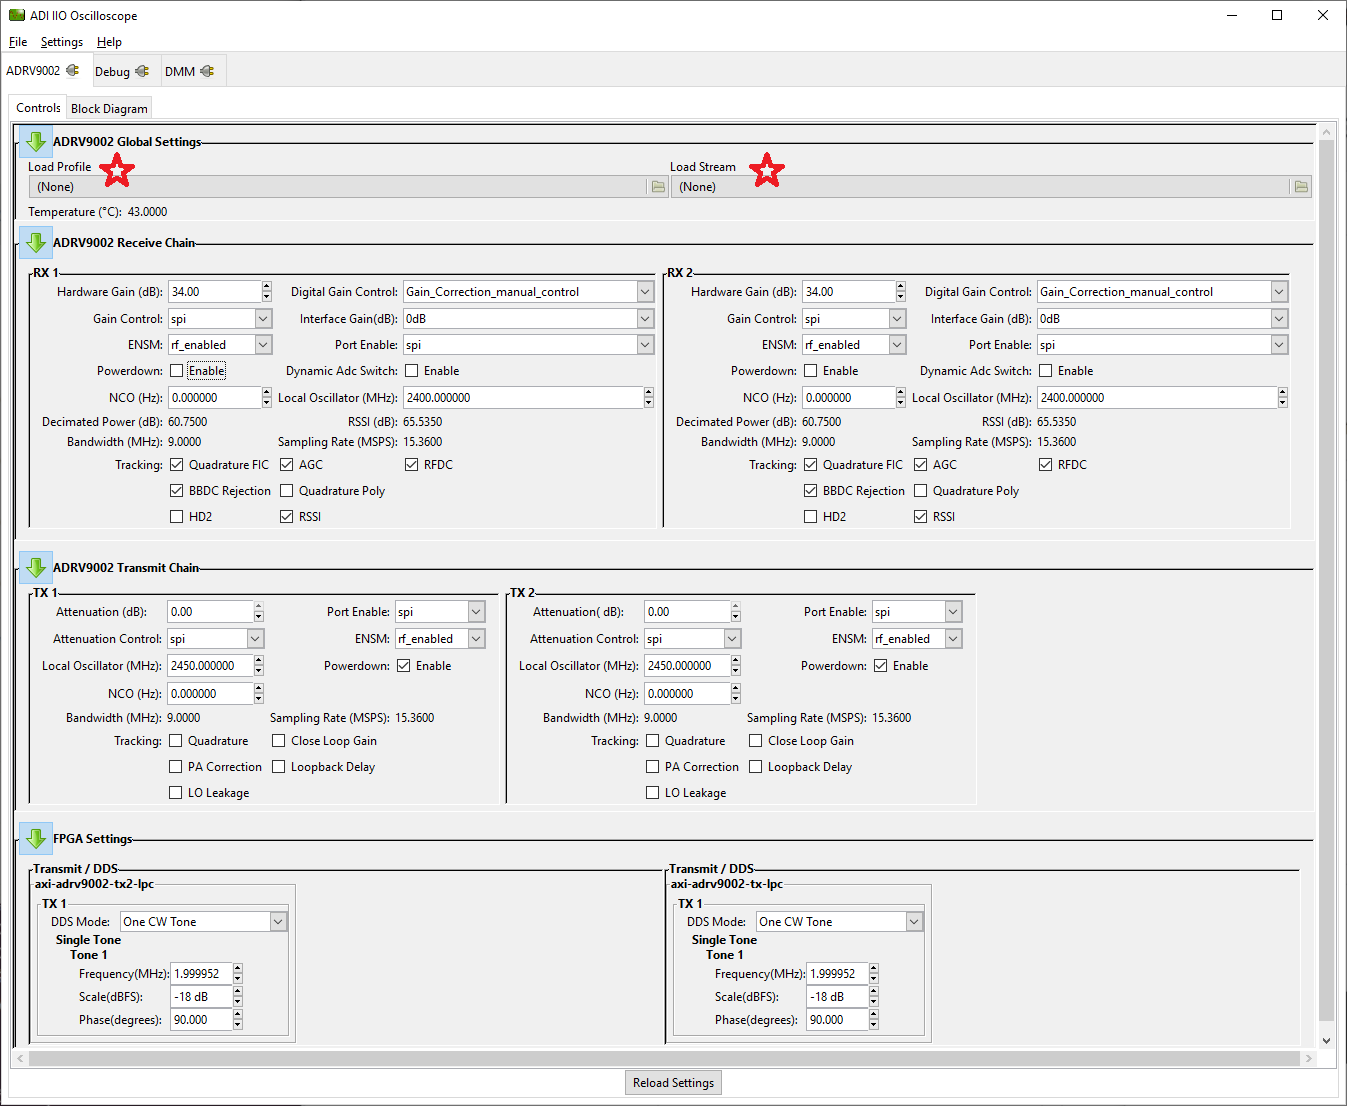 ADI IIO Oscilloscope
File Settings Help
ADRV9002 Debug DMM
Controls Block Diagram
ADRV9002 Global Settings
Load Profile Load Stream
(None) (None)
Temperature (°C): 43.0000
ADRV9002 Receive Chain
RX 1 RX 2
Hardware Gain (dB): 34.00 Digital Gain Control: Gain_Correction_manual_control Hardware Gain (dB): 34.00 Digital Gain Control: Gain_Correction_manual_control
Gain Control: spi Interface Gain(dB): 0dB Gain Control: spi Interface Gain (dB): 0dB
ENSM: rf_enabled Port Enable: spi ENSM: rf_enabled Port Enable: spi
Powerdown: Enable Dynamic Adc Switch: Enable Powerdown: Enable Dynamic Adc Switch: Enable
NCO (Hz): 0.000000 Local Oscillator (MHz): 2400.000000 NCO (Hz): 0.000000 Local Oscillator (MHz): 2400.000000
Decimated Power (dB): 60.7500 RSSI (dB): 65.5350 Decimated Power (dB): 60.7500 RSSI (dB): 65.5350
Bandwidth (MHz): 9.0000 Sampling Rate (MSPS): 15.3600 Bandwidth (MHz): 9.0000 Sampling Rate (MSPS): 15.3600
Tracking: Quadrature FIC AGC RFDC Tracking: Quadrature FIC AGC RFDC
BBDC Rejection Quadrature Poly BBDC Rejection Quadrature Poly
HD2 RSSI HD2 RSSI
ADRV9002 Transmit Chain
TX 1 TX 2
Attenuation (dB): 0.00 Port Enable: spi Attenuation( dB): 0.00 Port Enable: spi
Attenuation Control: spi ENSM: rf_enabled Attenuation Control: spi ENSM: rf_enabled
Local Oscillator (MHz): 2450.000000 Powerdown: Enable Local Oscillator (MHz): 2450.000000 Powerdown: Enable
NCO (Hz): 0.000000 NCO (Hz): 0.000000
Bandwidth (MHz): 9.0000 Sampling Rate (MSPS): 15.3600 Bandwidth (MHz): 9.0000 Sampling Rate (MSPS): 15.3600
Tracking: Quadrature Close Loop Gain Tracking: Quadrature Close Loop Gain
PA Correction Loopback Delay PA Correction Loopback Delay
LO Leakage LO Leakage
FPGA Settings
Transmit / DDS Transmit / DDS
axi-adrv9002-tx2-lpc axi-adrv9002-tx-lpc
TX 1 TX 1
DDS Mode: One CW Tone DDS Mode: One CW Tone
Single Tone Single Tone
Tone 1 Tone 1
Frequency(MHz): 1.999952 Frequency(MHz): 1.999952
Scale(dBFS): -18 dB Scale(dBFS): -18 dB
Phase(degrees): 90.000 Phase(degrees): 90.000
Reload Settings